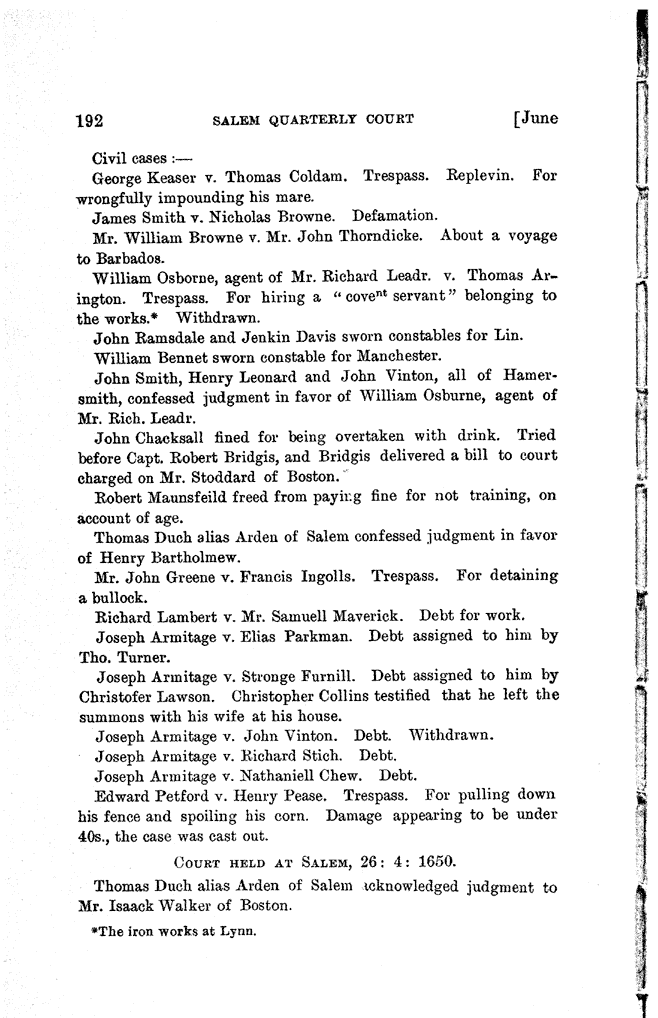 192 SALEM QUARTERLY COURT [June
Civil cases :—
George Keaser v. Thomas Coldam. Trespass. Replevin. For
wrongfully impounding his mare.
James Smith v. Nicholas Browne. Defamation.
Mr. William Browne v. Mr. John Thorndicke. About a voyage
to Barbados.
William Osborne, agent of Mr. Richard Leadr. v. Thomas Ar-
ington. Trespass. For hiring a “ coveⁿᵗ servant” belonging to
the works.* Withdrawn.
John Ramsdale and Jenkin Davis sworn constables for Lin.
William Bennet sworn constable for Manchester.
John Smith, Henry Leonard and John Vinton, all of Hamer-
smith, confessed judgment in favor of William Osburne, agent of
Mr. Rich. Leadr.
John Chacksall fined for being overtaken with drink. Tried
before Capt. Robert Bridgis, and Bridgis delivered a bill to court
charged on Mr. Stoddard of Boston.
Robert Maunsfeild freed from paying fine for not training, on
account of age.
Thomas Duch alias Arden of Salem confessed judgment in favor
of Henry Bartholmew.
Mr. John Greene v. Francis Ingolls. Trespass. For detaining
a bullock.
Richard Lambert v. Mr. Samuell Maverick. Debt for work.
Joseph Armitage v. Elias Parkman. Debt assigned to him by
Tho. Turner.
Joseph Armitage v. Stronge Furnill. Debt assigned to him by
Christofer Lawson. Christopher Collins testified that he left the
summons with his wife at his house.
Joseph Armitage v. John Vinton. Debt. Withdrawn.
Joseph Armitage v. Richard Stich. Debt.
Joseph Armitage v. Nathaniell Chew. Debt.
Edward Petford v. Henry Pease. Trespass. For pulling down
his fence and spoiling his corn. Damage appearing to be under
40s., the case was cast out.
COURT HELD AT SALEM, 26: 4: 1650.
Thomas Duch alias Arden of Salem acknowledged judgment to
Mr. Isaack Walker of Boston.
*The iron works at Lynn.